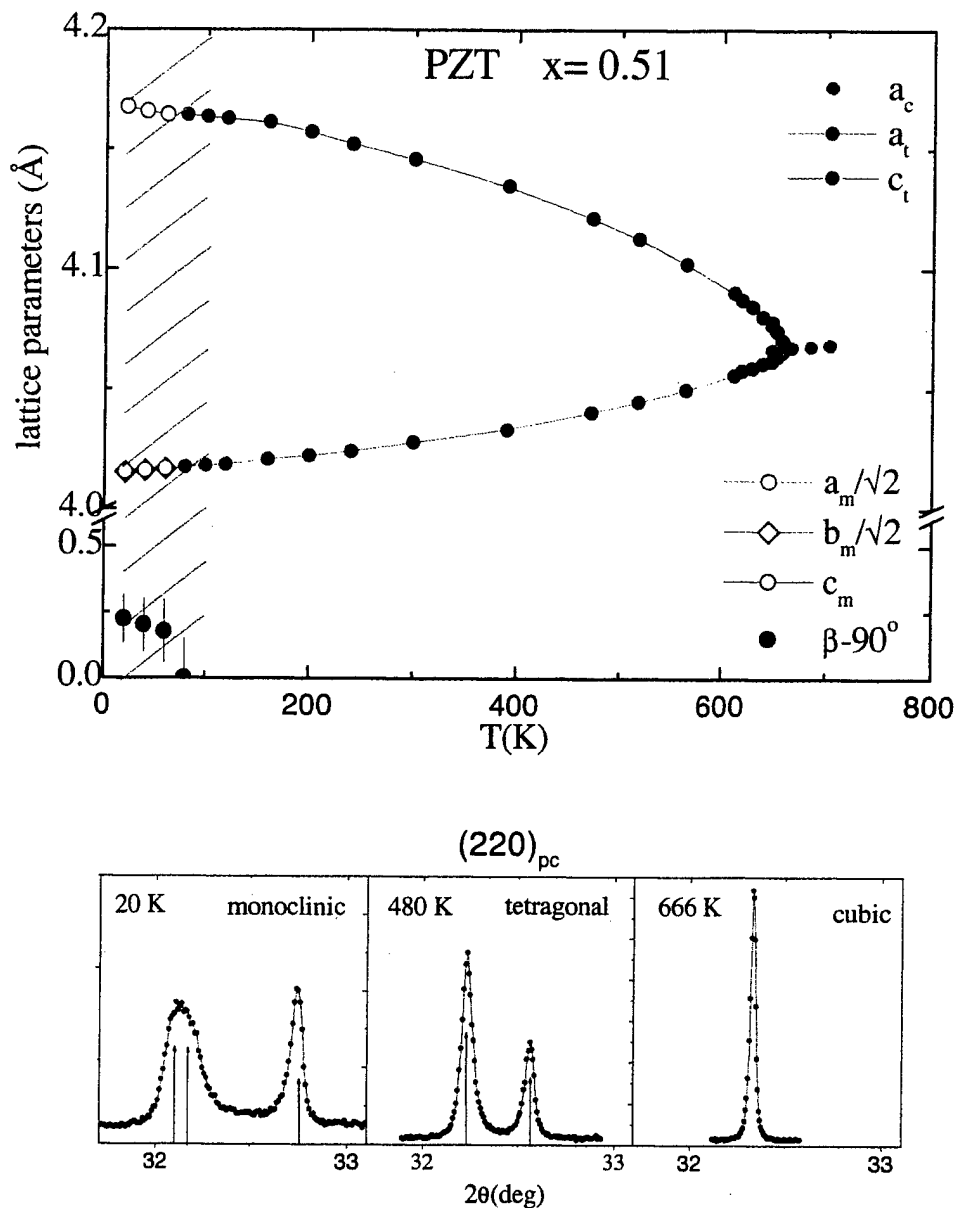 4.2
PZT x= 0.51
a_c
a_t
c_t
4.1
lattice parameters (Å)
4.0
a_m/√2
b_m/√2
c_m
β-90°
0.5
0.25
0.0
0 200 400 600 800
T(K)
(220)_pc
20 K monoclinic
480 K tetragonal
666 K cubic
32 33 32 33 32 33
2θ(deg)